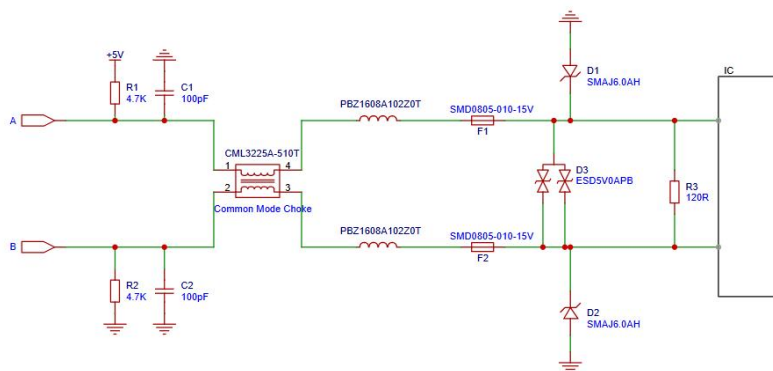 +5V
R1
4.7K
C1
100pF
A
CML3225A-510T
1
4
2
3
Common Mode Choke
B
R2
4.7K
C2
100pF
PBZ1608A102Z0T
SMD0805-010-15V
F1
D1
SMAJ6.0AH
IC
D3
ESD5V0APB
R3
120R
PBZ1608A102Z0T
SMD0805-010-15V
F2
D2
SMAJ6.0AH